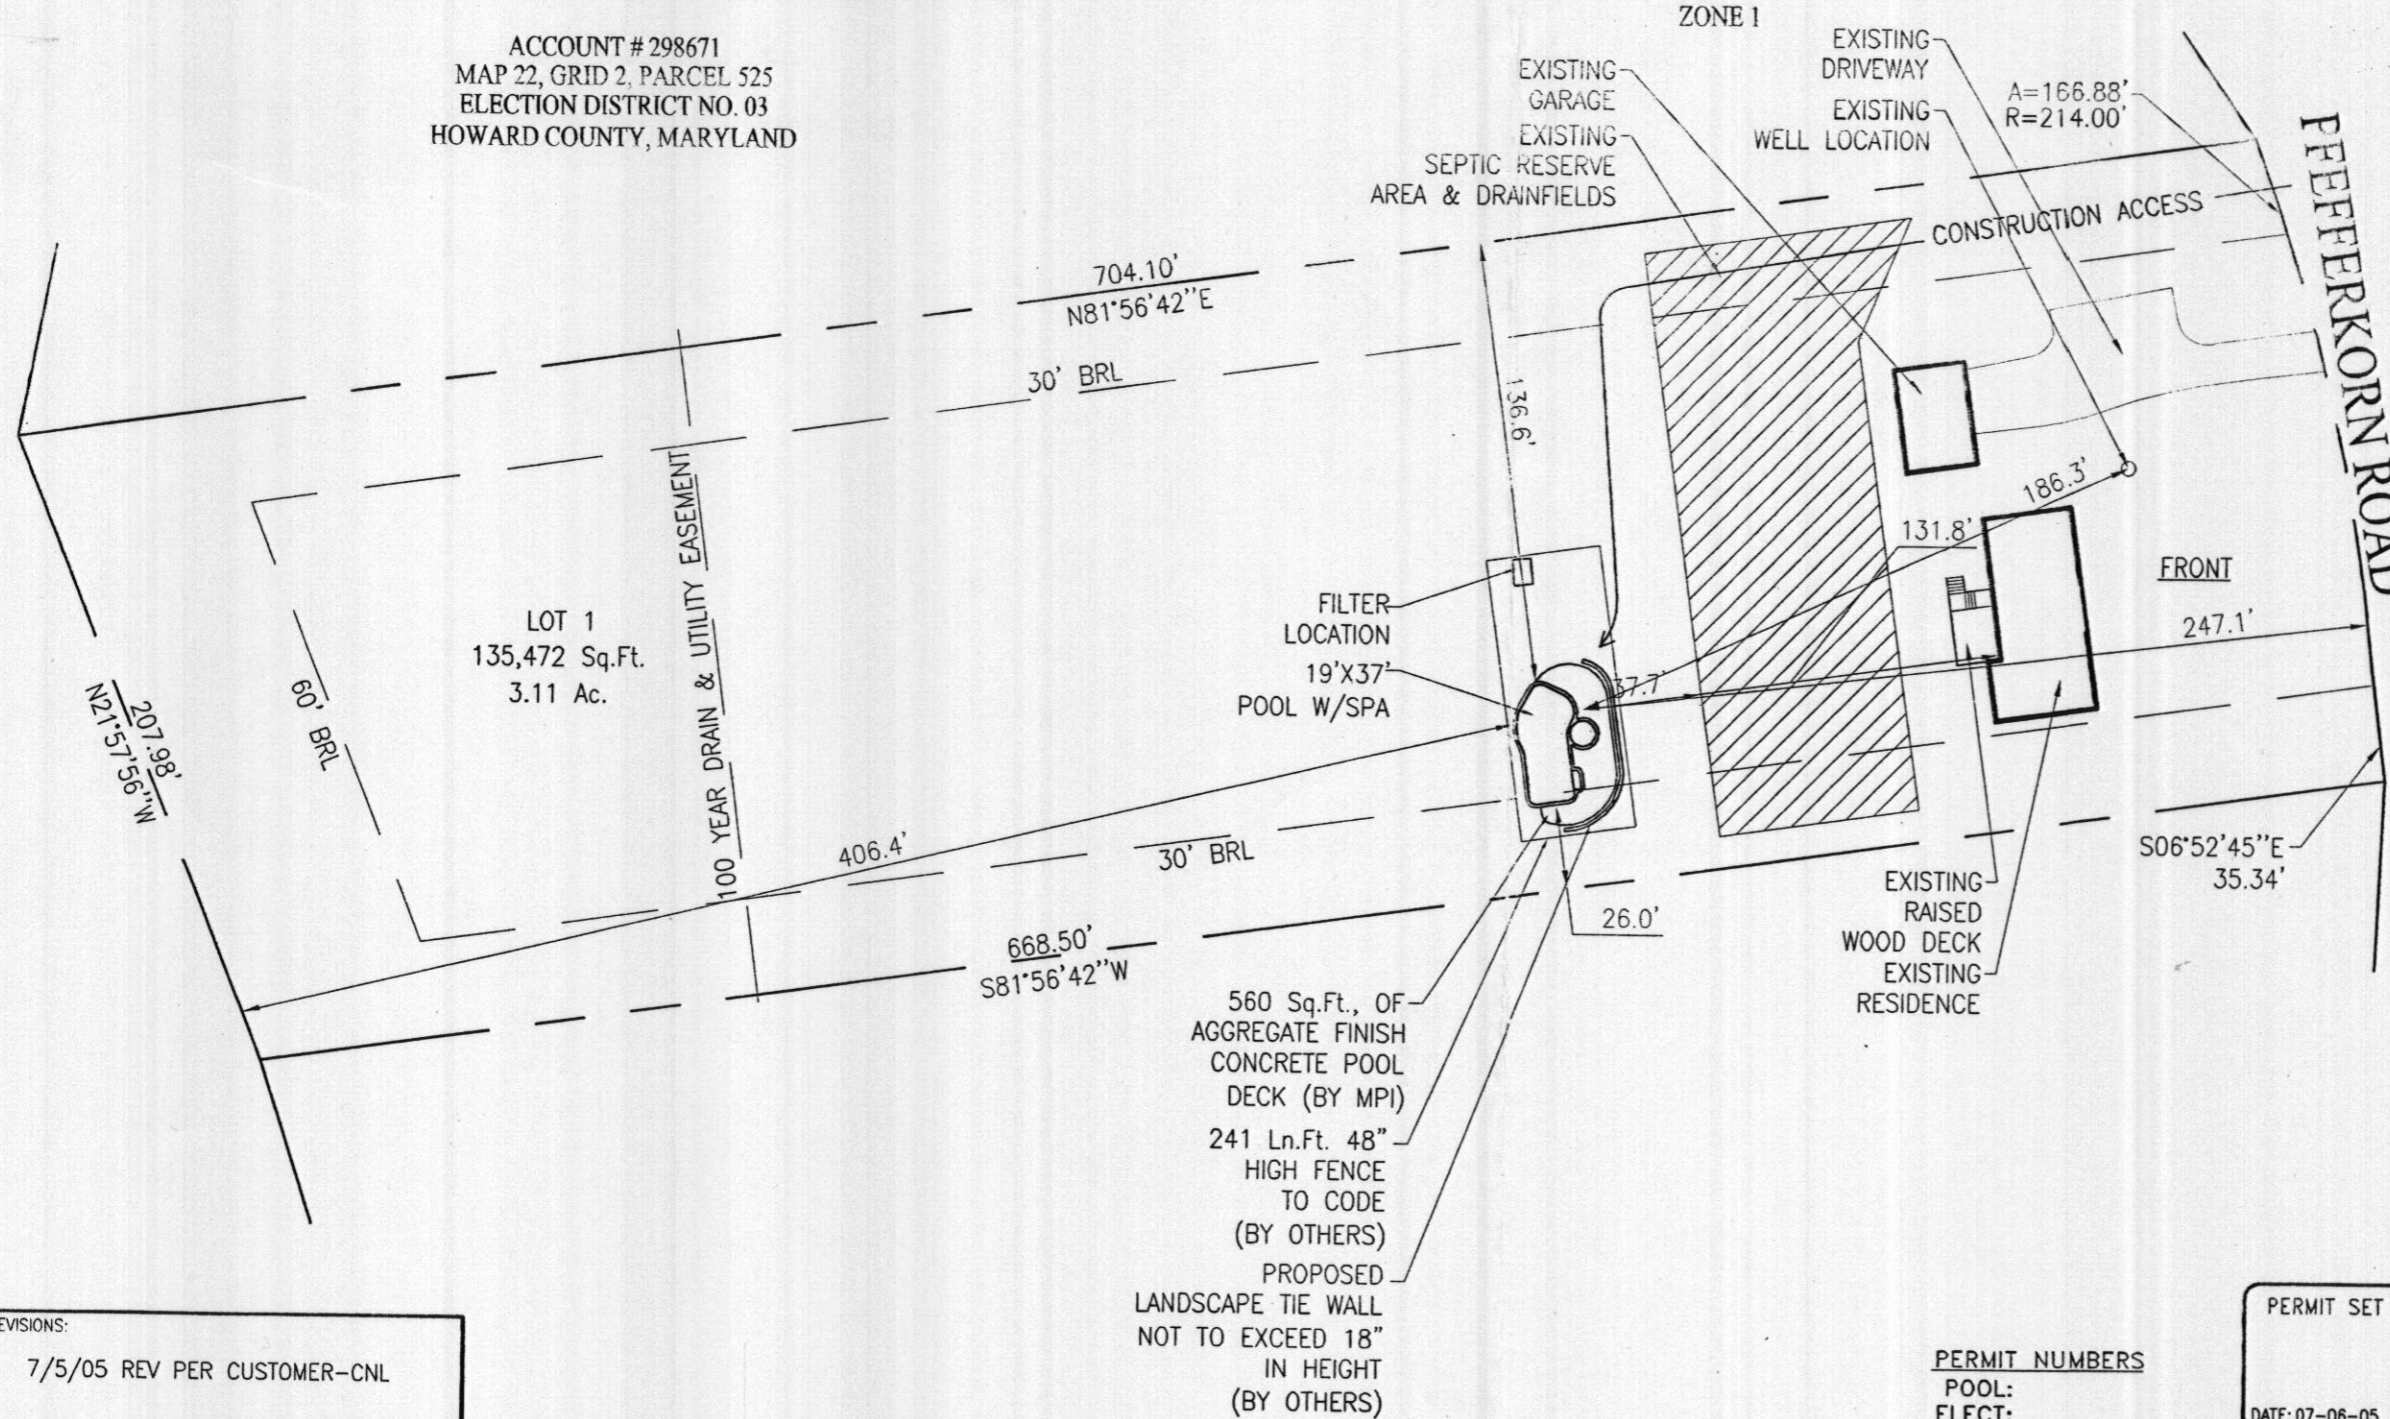 ZONE 1
ACCOUNT # 298671
MAP 22, GRID 2, PARCEL 525
ELECTION DISTRICT NO. 03
HOWARD COUNTY, MARYLAND
EXISTING
GARAGE
EXISTING
SEPTIC RESERVE
AREA & DRAINFIELDS
EXISTING
DRIVEWAY
EXISTING
WELL LOCATION
A=166.88'
R=214.00'
PFEFFERKORN ROAD
CONSTRUCTION ACCESS
704.10'
N81°56'42"E
30' BRL
136.6'
186.3'
131.8'
FRONT
247.1'
100 YEAR DRAIN & UTILITY EASEMENT
LOT 1
135,472 Sq.Ft.
3.11 Ac.
60' BRL
207.98'
N21°57'56"W
FILTER
LOCATION
19'X37'
POOL W/SPA
37.7'
406.4'
30' BRL
668.50'
S81°56'42"W
26.0'
S06°52'45"E
35.34'
EXISTING
RAISED
WOOD DECK
EXISTING
RESIDENCE
560 Sq.Ft., OF
AGGREGATE FINISH
CONCRETE POOL
DECK (BY MPI)
241 Ln.Ft. 48"
HIGH FENCE
TO CODE
(BY OTHERS)
PROPOSED
LANDSCAPE TIE WALL
NOT TO EXCEED 18"
IN HEIGHT
(BY OTHERS)
EVISIONS:
7/5/05 REV PER CUSTOMER-CNL
PERMIT NUMBERS
POOL:
ELECT:
PERMIT SET
DATE: 07-06-05